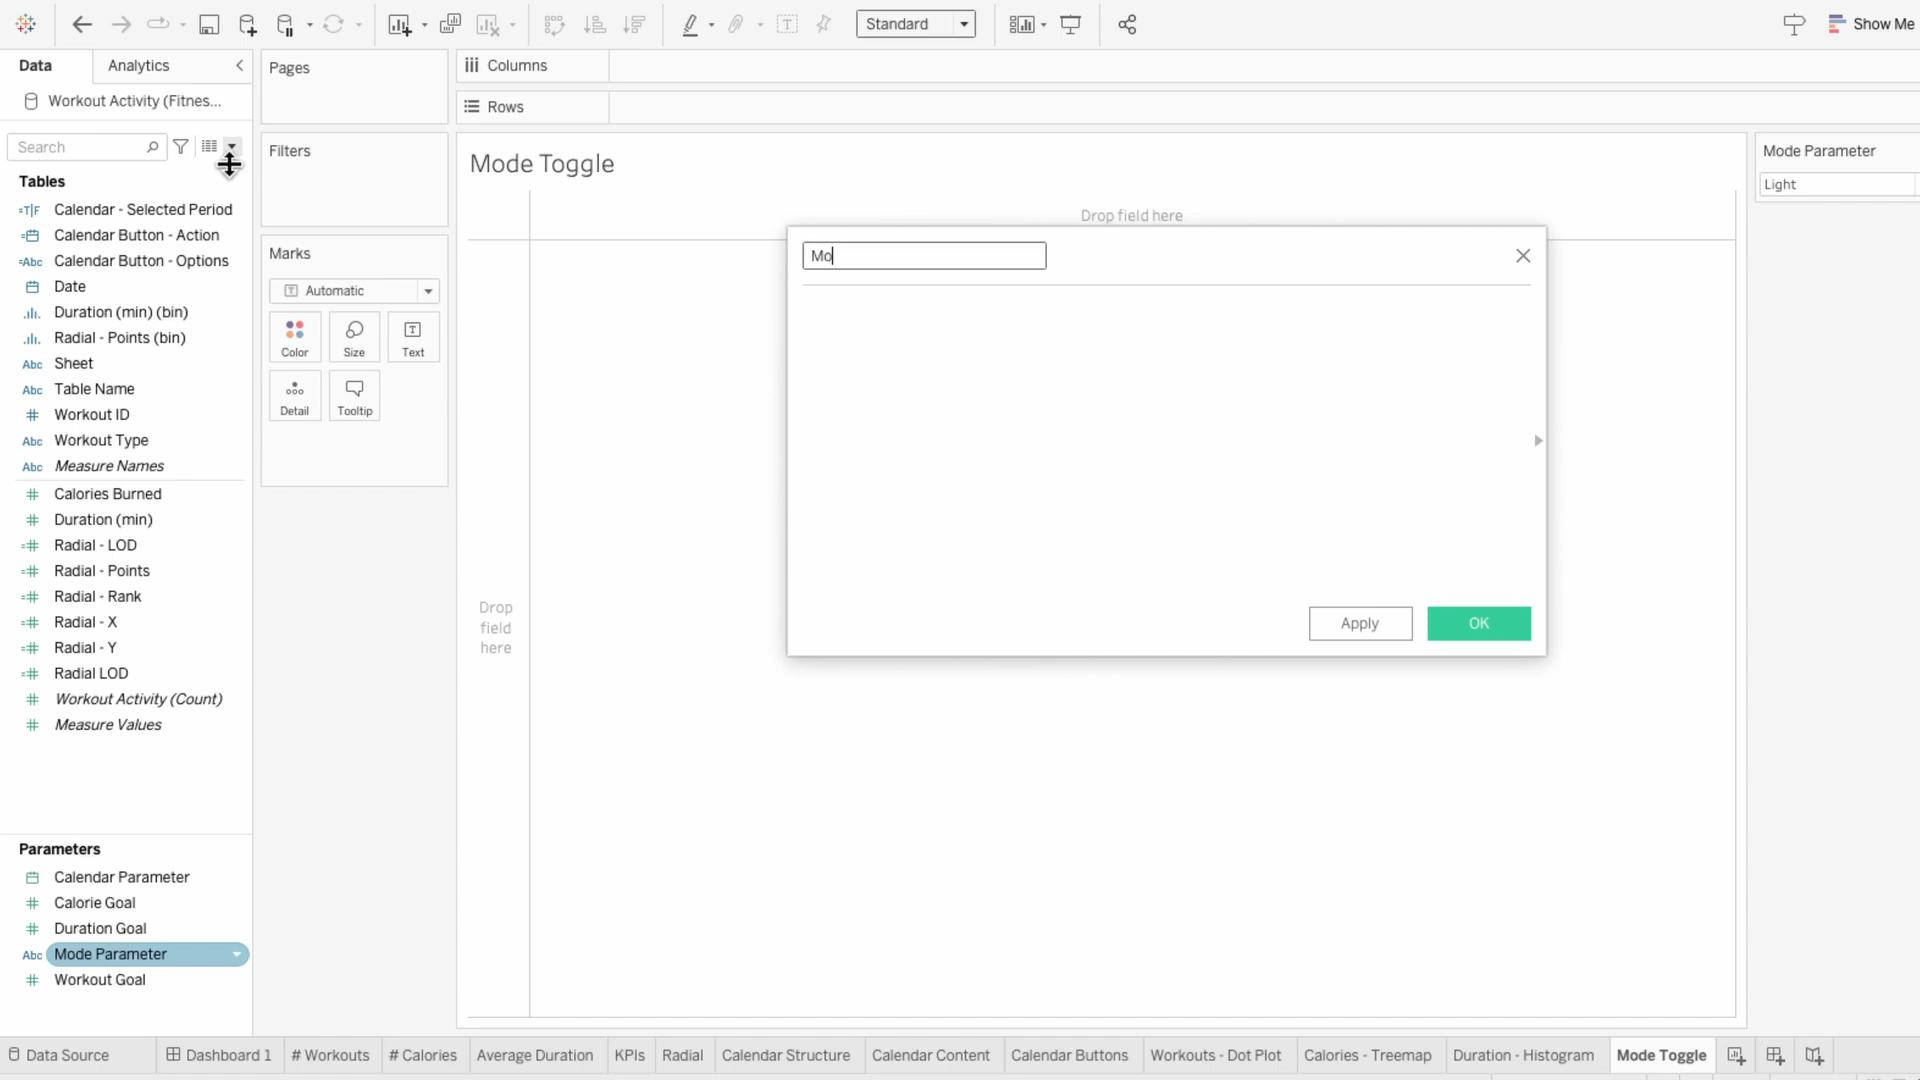 Standard
Show Me
Data
Analytics
Workout Activity (Fitnes...
Search
Tables
=T|F Calendar - Selected Period
Calendar Button - Action
=Abc Calendar Button - Options
Date
Duration (min) (bin)
Radial - Points (bin)
Abc Sheet
Abc Table Name
# Workout ID
Abc Workout Type
Abc Measure Names
# Calories Burned
# Duration (min)
=# Radial - LOD
=# Radial - Points
=# Radial - Rank
=# Radial - X
=# Radial - Y
=# Radial LOD
# Workout Activity (Count)
# Measure Values
Parameters
Calendar Parameter
# Calorie Goal
# Duration Goal
Abc Mode Parameter
# Workout Goal
Pages
Filters
Marks
Automatic
Color
Size
Text
Detail
Tooltip
Columns
Rows
Mode Toggle
Drop field here
Drop
field
here
Mo
Apply
OK
Mode Parameter
Light
Data Source
Dashboard 1
# Workouts
# Calories
Average Duration
KPIs
Radial
Calendar Structure
Calendar Content
Calendar Buttons
Workouts - Dot Plot
Calories - Treemap
Duration - Histogram
Mode Toggle